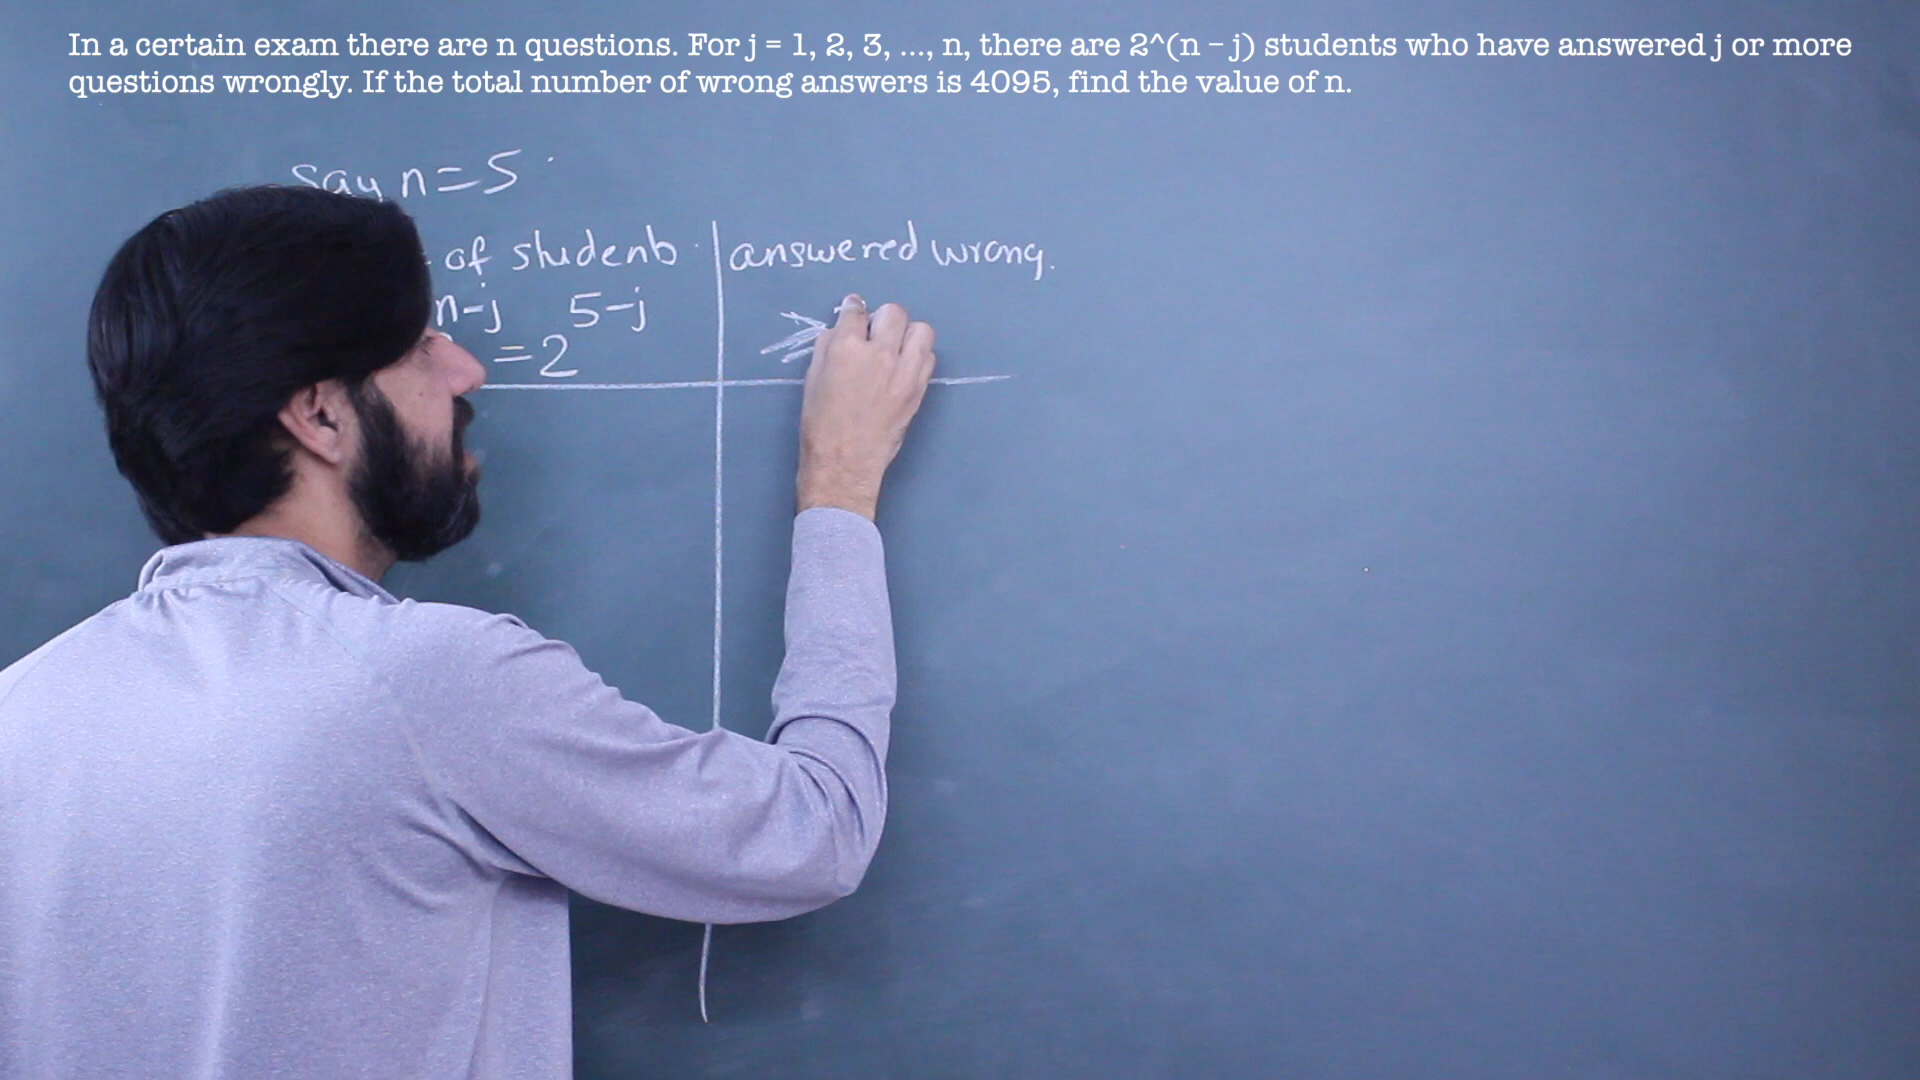 In a certain exam there are n questions. For j = 1, 2, 3, ..., n, there are 2^(n - j) students who have answered j or more
questions wrongly. If the total number of wrong answers is 4095, find the value of n.
Say n=5
of students answered wrong.
n-j 5-j
=2 ≥